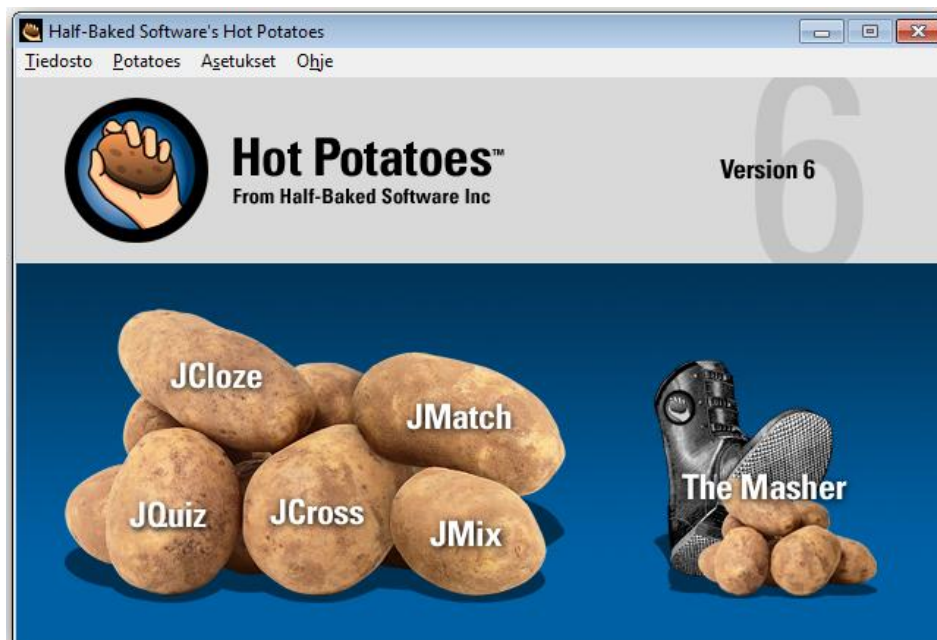 Half-Baked Software's Hot Potatoes
Tiedosto Potatoes Asetukset Ohje
Hot Potatoes™
From Half-Baked Software Inc
Version 6
6
JCloze
JMatch
JQuiz
JCross
JMix
The Masher